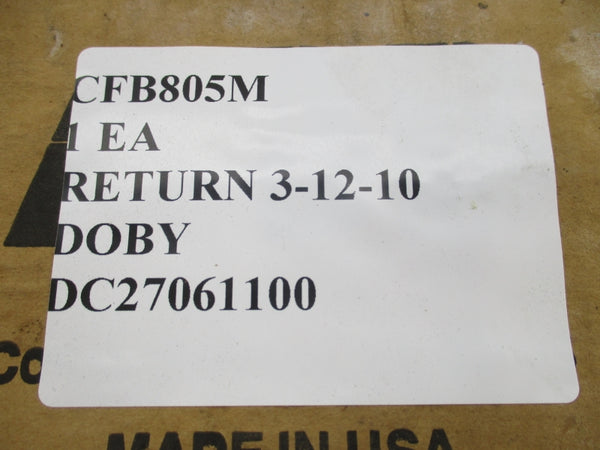 CFB805M
1 EA
RETURN 3-12-10
DOBY
DC27061100
MADE IN USA